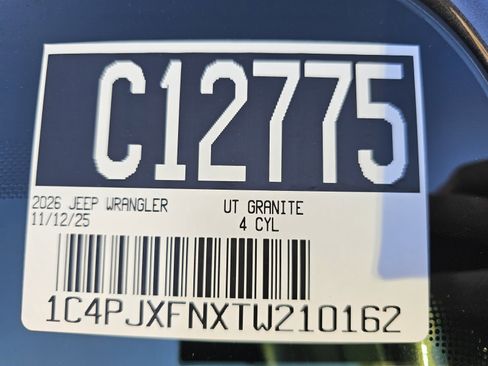 C12775
2026 JEEP WRANGLER UT GRANITE
11/12/25 4 CYL
1C4PJXFNXTW210162